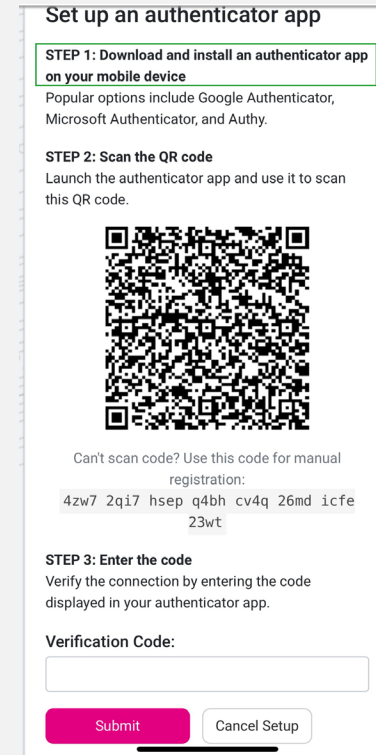 Set up an authenticator app
STEP 1: Download and install an authenticator app
on your mobile device
Popular options include Google Authenticator,
Microsoft Authenticator, and Authy.
STEP 2: Scan the QR code
Launch the authenticator app and use it to scan
this QR code.
Can't scan code? Use this code for manual
registration:
4zw7 2qi7 hsep q4bh cv4q 26md icfe
23wt
STEP 3: Enter the code
Verify the connection by entering the code
displayed in your authenticator app.
Verification Code:
Submit
Cancel Setup